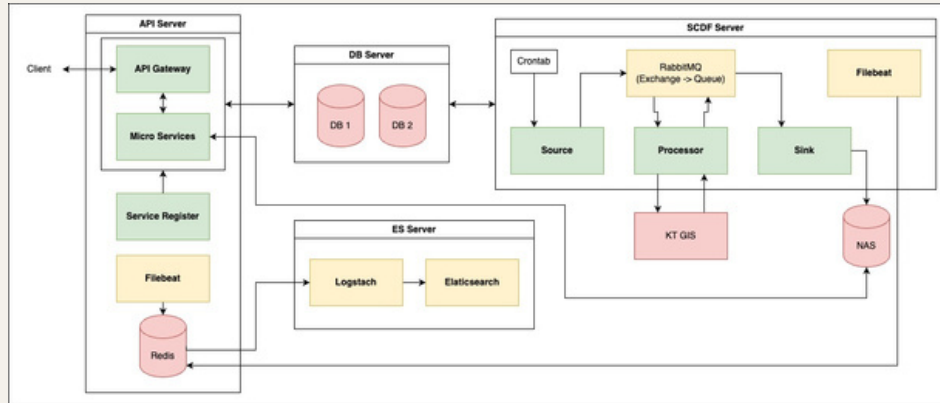 API Server
Client
API Gateway
Micro Services
Service Register
Filebeat
Redis
DB Server
DB 1
DB 2
ES Server
Logstach
Elaticsearch
SCDF Server
Crontab
RabbitMQ
(Exchange -> Queue)
Filebeat
Source
Processor
Sink
KT GIS
NAS